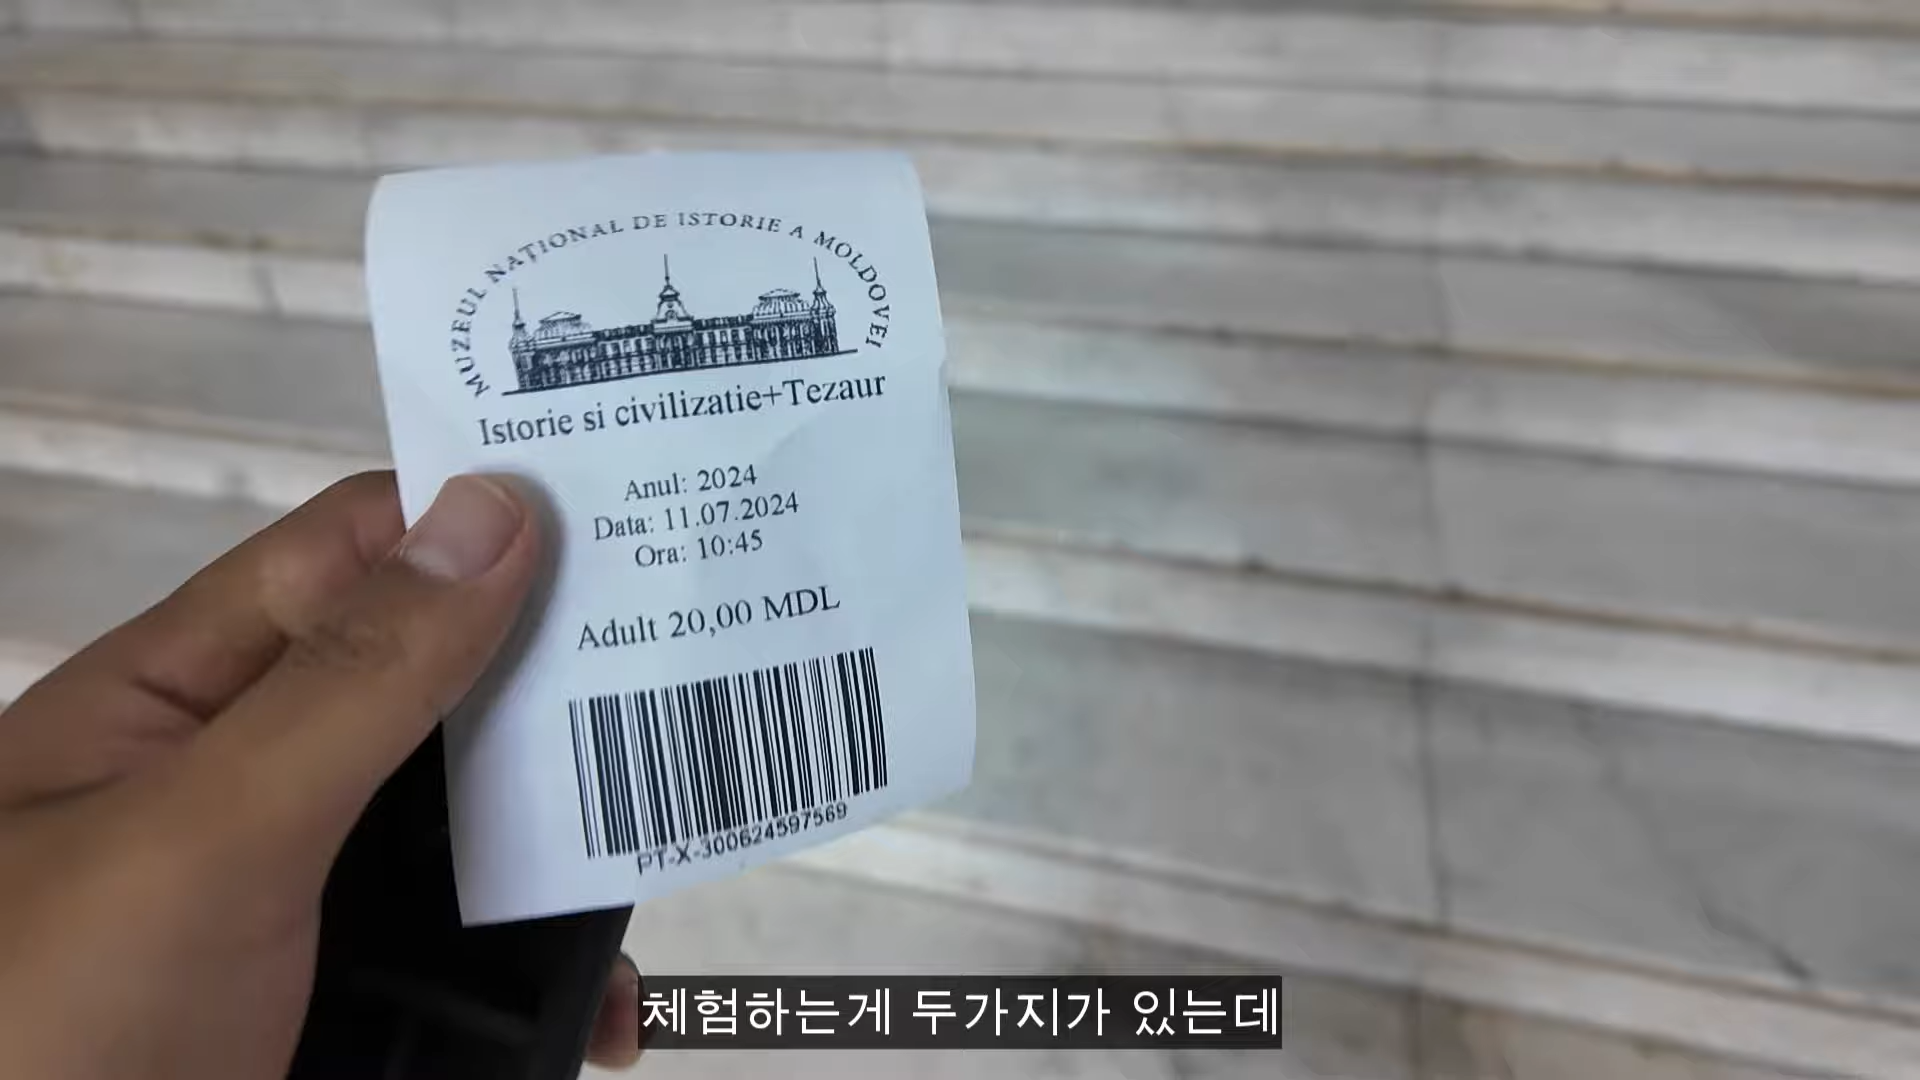 MUZEUL NAȚIONAL DE ISTORIE A MOLDOVEI
Istorie si civilizatie+Tezaur
Anul: 2024
Data: 11.07.2024
Ora: 10:45
Adult 20,00 MDL
PT-X-300624597569
체험하는게 두가지가 있는데